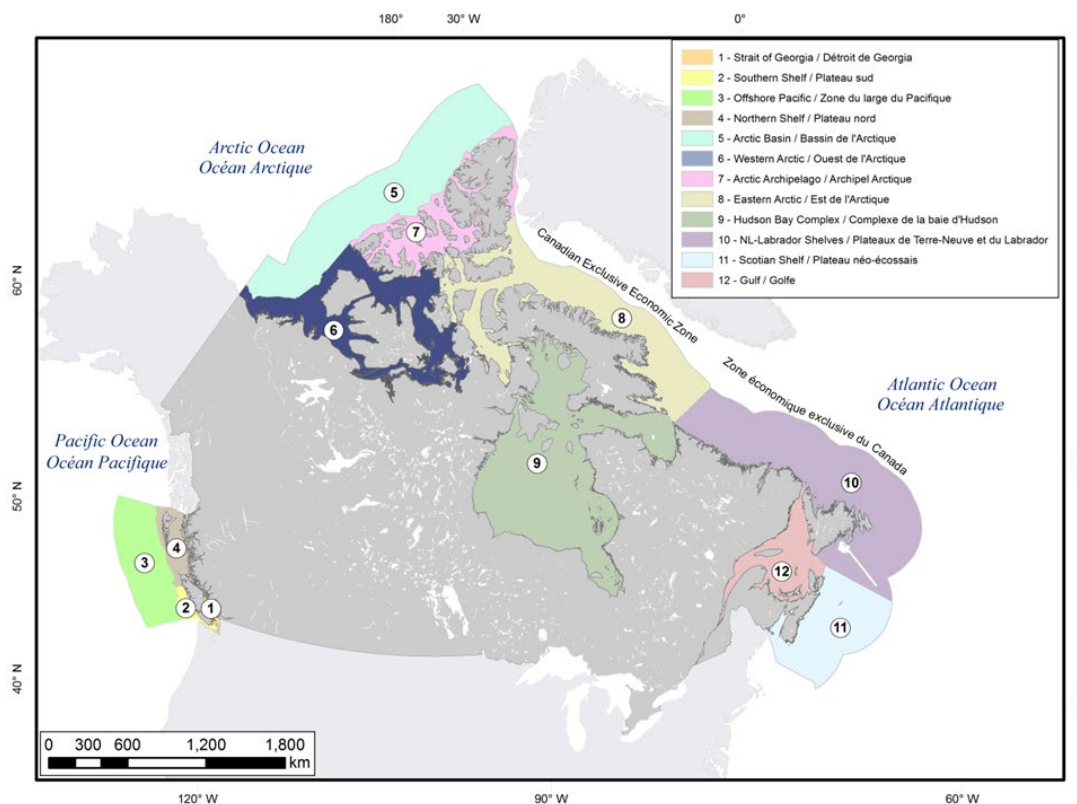 180°
30° W
0°
1 - Strait of Georgia / Détroit de Georgia
2 - Southern Shelf / Plateau sud
3 - Offshore Pacific / Zone du large du Pacifique
4 - Northern Shelf / Plateau nord
5 - Arctic Basin / Bassin de l'Arctique
6 - Western Arctic / Ouest de l'Arctique
7 - Arctic Archipelago / Archipel Arctique
8 - Eastern Arctic / Est de l'Arctique
9 - Hudson Bay Complex / Complexe de la baie d'Hudson
10 - NL-Labrador Shelves / Plateaux de Terre-Neuve et du Labrador
11 - Scotian Shelf / Plateau néo-écossais
12 - Gulf / Golfe
Arctic Ocean
Océan Arctique
5
7
Canadian Exclusive Economic Zone
60° N
6
8
Zone économique exclusive du Canada
Atlantic Ocean
Océan Atlantique
Pacific Ocean
Océan Pacifique
9
10
50° N
4
3
12
2
1
11
40° N
0 300 600 1,200 1,800
km
120° W
90° W
60° W